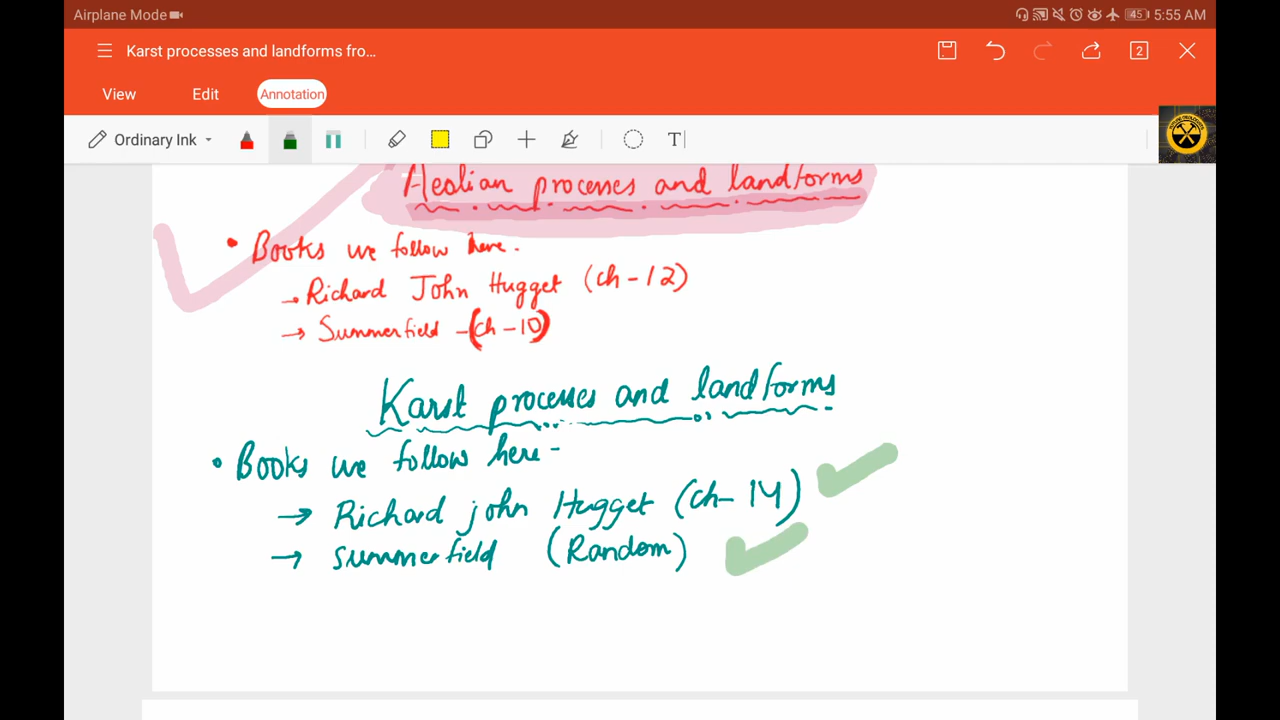 Airplane Mode 45 5:55 AM
Karst processes and landforms fro... 2
View Edit Annotation
Ordinary Ink T
Aeolian processes and landforms
• Books we follow here -
→ Richard John Hugget (ch - 12)
→ Summerfield - (ch - 10)
Karst processes and landforms
• Books we follow here -
→ Richard john Hugget (ch - 14)
→ summerfield (Random)